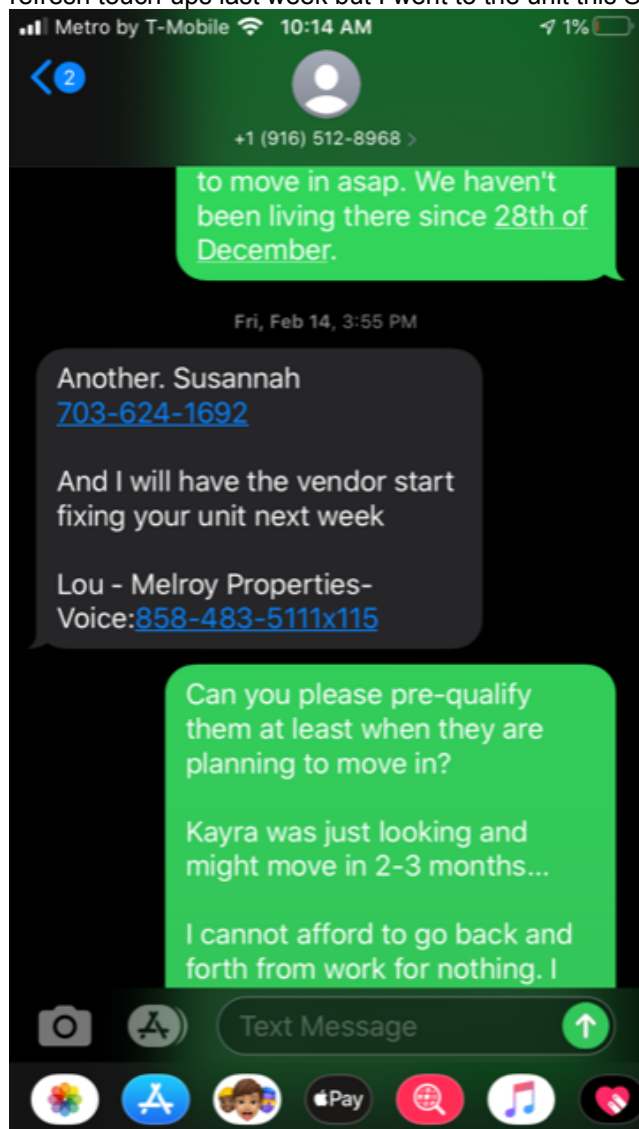 Metro by T-Mobile 10:14 AM 1%
2
+1 (916) 512-8968 >
to move in asap. We haven't
been living there since 28th of
December.
Fri, Feb 14, 3:55 PM
Another. Susannah
703-624-1692
And I will have the vendor start
fixing your unit next week
Lou - Melroy Properties-
Voice:858-483-5111x115
Can you please pre-qualify
them at least when they are
planning to move in?
Kayra was just looking and
might move in 2-3 months...
I cannot afford to go back and
forth from work for nothing. I
Text Message
Pay